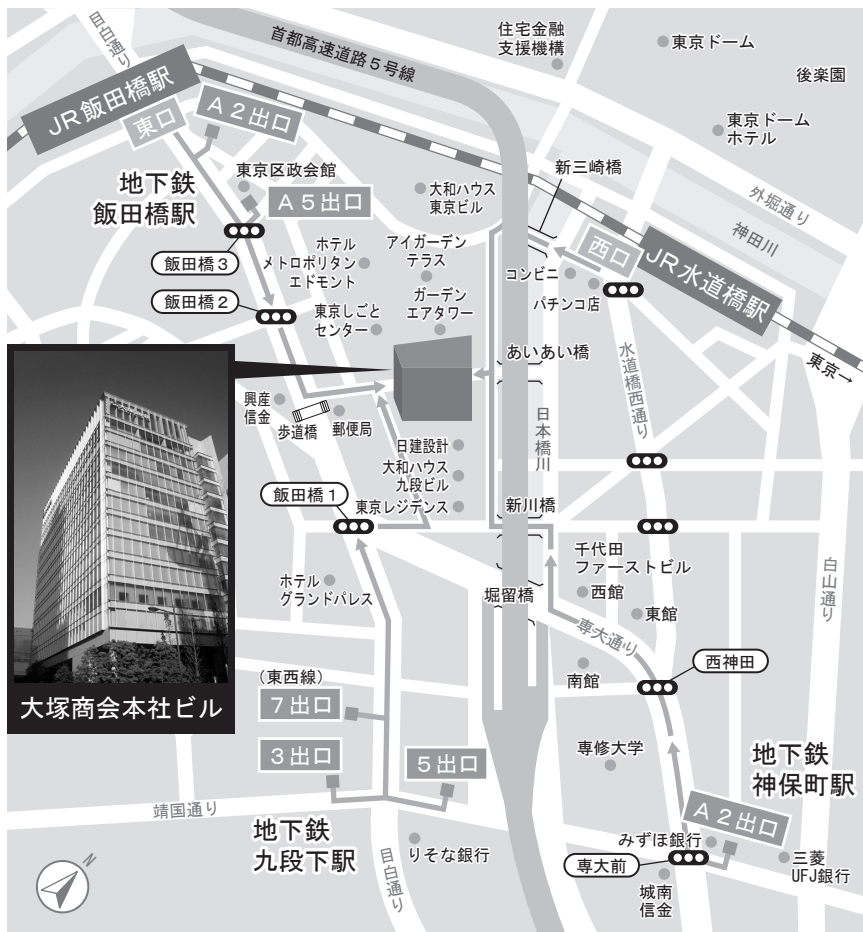 目白通り
首都高速道路5号線
住宅金融
支援機構
東京ドーム
後楽園
JR飯田橋駅
東口
A2出口
東京ドーム
ホテル
地下鉄
飯田橋駅
東京区政会館
A5出口
大和ハウス
東京ビル
新三崎橋
外堀通り
神田川
飯田橋3
ホテル
メトロポリタン
エドモント
アイガーデン
テラス
西口
JR水道橋駅
コンビニ
パチンコ店
飯田橋2
東京しごと
センター
ガーデン
エアタワー
あいあい橋
水道橋西通り
東京→
興産
信金
歩道橋
郵便局
日本橋川
日建設計
大和ハウス
九段ビル
東京レジデンス
飯田橋1
新川橋
千代田
ファーストビル
西館
東館
白山通り
ホテル
グランドパレス
堀留橋
専大通り
南館
西神田
大塚商会本社ビル
(東西線)
7出口
3出口
5出口
専修大学
地下鉄
神保町駅
A2出口
靖国通り
地下鉄
九段下駅
目白通り
りそな銀行
みずほ銀行
専大前
三菱
UFJ銀行
城南
信金
N